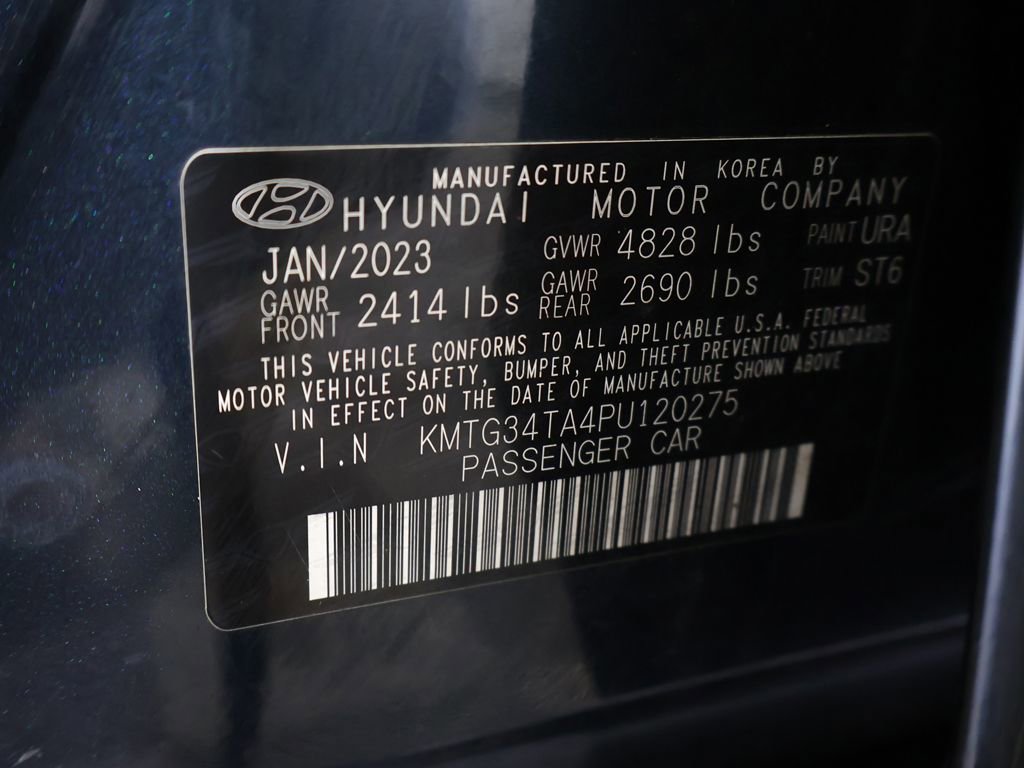 MANUFACTURED IN KOREA BY
HYUNDAI MOTOR COMPANY
JAN/2023 GVWR 4828 lbs PAINT URA
GAWR FRONT 2414 lbs GAWR REAR 2690 lbs TRIM ST6
THIS VEHICLE CONFORMS TO ALL APPLICABLE U.S.A. FEDERAL
MOTOR VEHICLE SAFETY, BUMPER, AND THEFT PREVENTION STANDARDS
IN EFFECT ON THE DATE OF MANUFACTURE SHOWN ABOVE
V.I.N KMTG34TA4PU120275
PASSENGER CAR